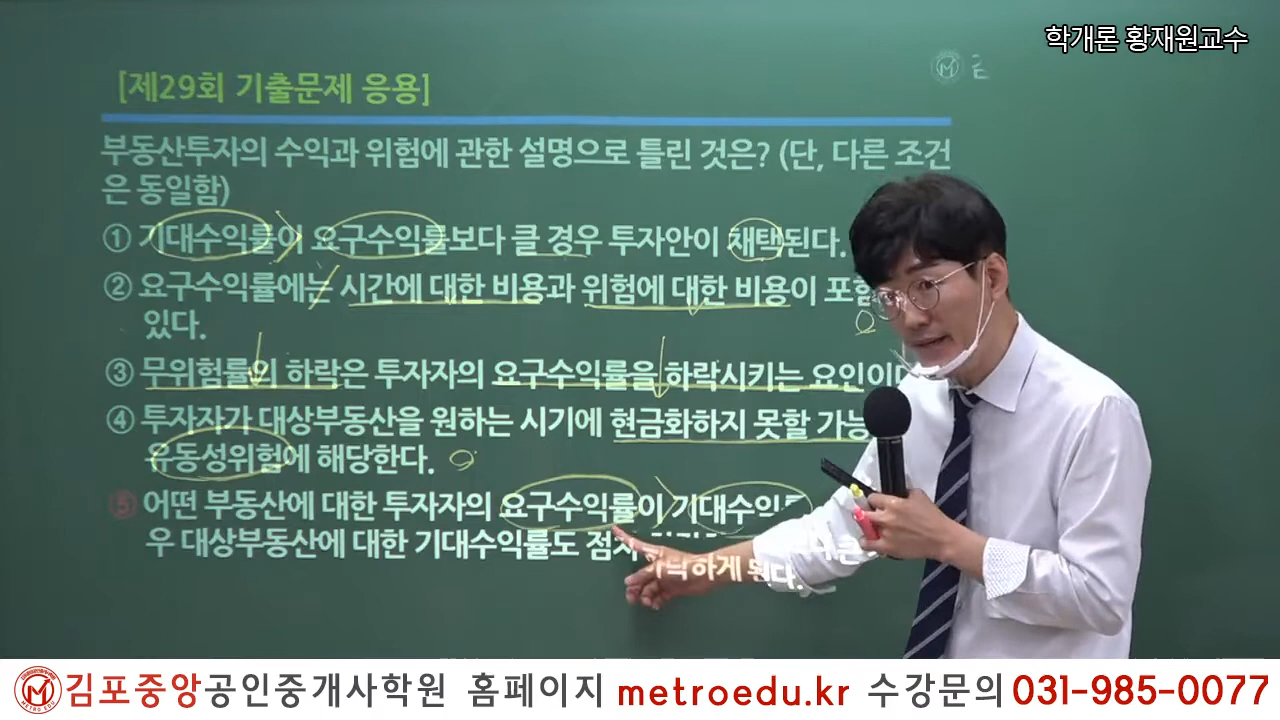 학개론 황재원교수
[제29회 기출문제 응용]
부동산투자의 수익과 위험에 관한 설명으로 틀린 것은? (단, 다른 조건
은 동일함)
① 기대수익률이 요구수익률보다 클 경우 투자안이 채택된다.
② 요구수익률에는 시간에 대한 비용과 위험에 대한 비용이
있다.
③ 무위험률의 하락은 투자자의 요구수익률을 하락시키는 요인이다
④ 투자자가 대상부동산을 원하는 시기에 현금화하지 못할
유동성위험에 해당한다.
⑤ 어떤 부동산에 대한 투자자의 요구수익률이 기대수익률
우 대상부동산에 대한 기대수익률도 점차 하락하게 된다.
METRO EDU
김포중앙공인중개사학원 홈페이지 metroedu.kr 수강문의 031-985-0077